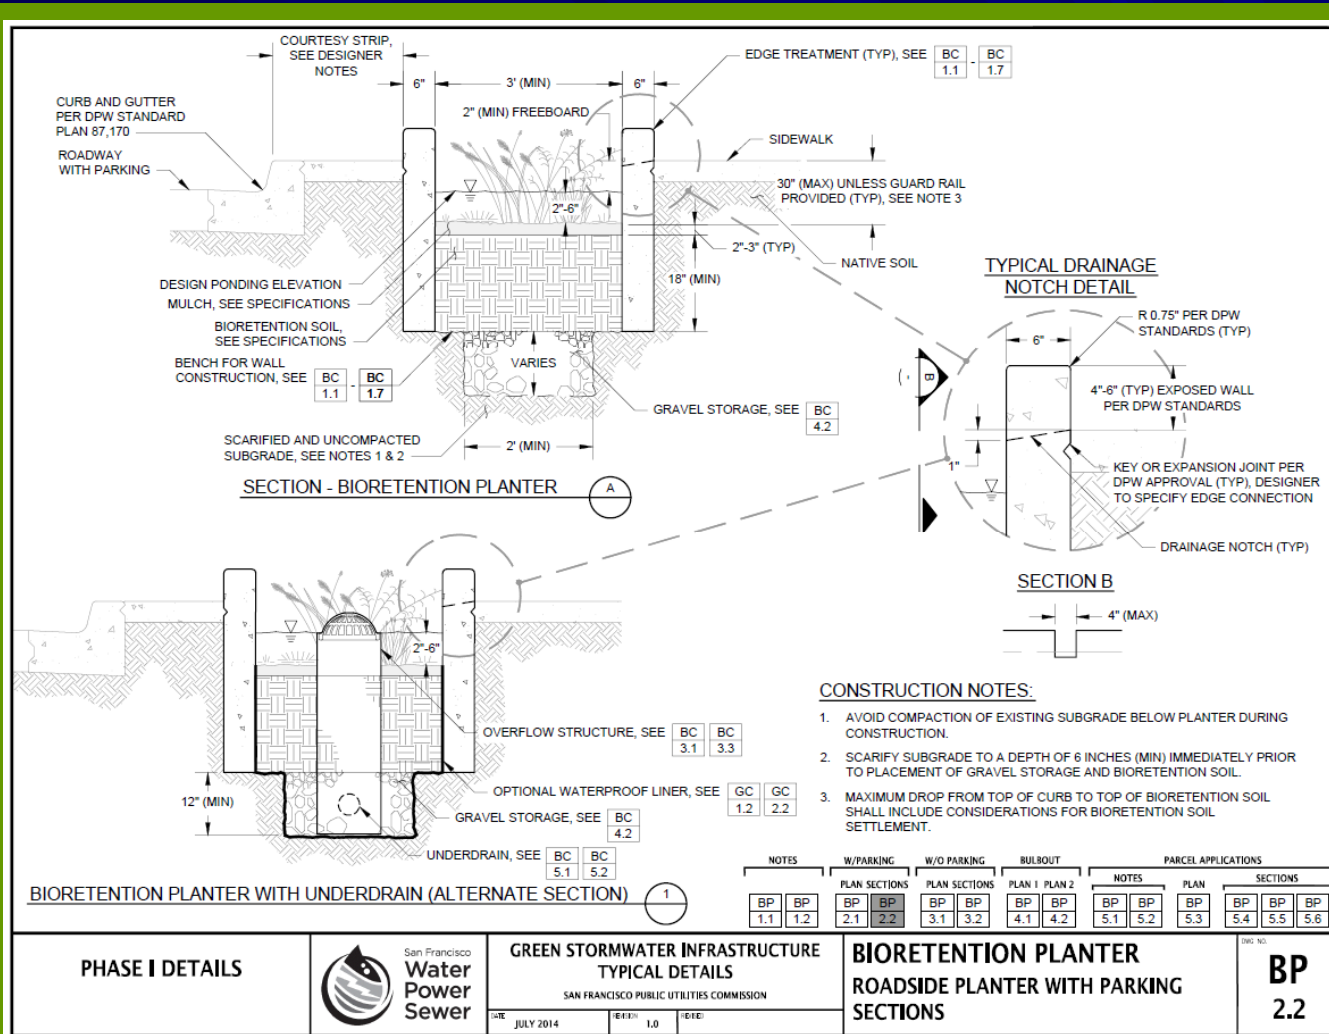 COURTESY STRIP,
SEE DESIGNER
NOTES
6"
3' (MIN)
6"
EDGE TREATMENT (TYP), SEE BC 1.1 - BC 1.7
CURB AND GUTTER
PER DPW STANDARD
PLAN 87,170
2" (MIN) FREEBOARD
ROADWAY
WITH PARKING
SIDEWALK
30" (MAX) UNLESS GUARD RAIL
PROVIDED (TYP), SEE NOTE 3
2"-6"
2"-3" (TYP)
NATIVE SOIL
18" (MIN)
DESIGN PONDING ELEVATION
MULCH, SEE SPECIFICATIONS
BIORETENTION SOIL,
SEE SPECIFICATIONS
BENCH FOR WALL
CONSTRUCTION, SEE BC 1.1 - BC 1.7
VARIES
GRAVEL STORAGE, SEE BC 4.2
SCARIFIED AND UNCOMPACTED
SUBGRADE, SEE NOTES 1 & 2
2' (MIN)
SECTION - BIORETENTION PLANTER A
TYPICAL DRAINAGE
NOTCH DETAIL
R 0.75" PER DPW
STANDARDS (TYP)
6"
B
4"-6" (TYP) EXPOSED WALL
PER DPW STANDARDS
1"
KEY OR EXPANSION JOINT PER
DPW APPROVAL (TYP), DESIGNER
TO SPECIFY EDGE CONNECTION
DRAINAGE NOTCH (TYP)
SECTION B
4" (MAX)
2"-6"
OVERFLOW STRUCTURE, SEE BC 3.1 BC 3.3
12" (MIN)
OPTIONAL WATERPROOF LINER, SEE GC 1.2 GC 2.2
GRAVEL STORAGE, SEE BC 4.2
UNDERDRAIN, SEE BC 5.1 BC 5.2
BIORETENTION PLANTER WITH UNDERDRAIN (ALTERNATE SECTION) 1
CONSTRUCTION NOTES:
1. AVOID COMPACTION OF EXISTING SUBGRADE BELOW PLANTER DURING
CONSTRUCTION.
2. SCARIFY SUBGRADE TO A DEPTH OF 6 INCHES (MIN) IMMEDIATELY PRIOR
TO PLACEMENT OF GRAVEL STORAGE AND BIORETENTION SOIL.
3. MAXIMUM DROP FROM TOP OF CURB TO TOP OF BIORETENTION SOIL
SHALL INCLUDE CONSIDERATIONS FOR BIORETENTION SOIL
SETTLEMENT.
NOTES W/PARKING W/O PARKING BULBOUT PARCEL APPLICATIONS
PLAN SECTIONS PLAN SECTIONS PLAN 1 PLAN 2 NOTES PLAN SECTIONS
BP BP BP BP BP BP BP BP BP BP BP BP BP BP
1.1 1.2 2.1 2.2 3.1 3.2 4.1 4.2 5.1 5.2 5.3 5.4 5.5 5.6
PHASE I DETAILS
San Francisco
Water
Power
Sewer
GREEN STORMWATER INFRASTRUCTURE
TYPICAL DETAILS
SAN FRANCISCO PUBLIC UTILITIES COMMISSION
DATE JULY 2014 REVISION 1.0 REVISED
BIORETENTION PLANTER
ROADSIDE PLANTER WITH PARKING
SECTIONS
DWG NO.
BP
2.2